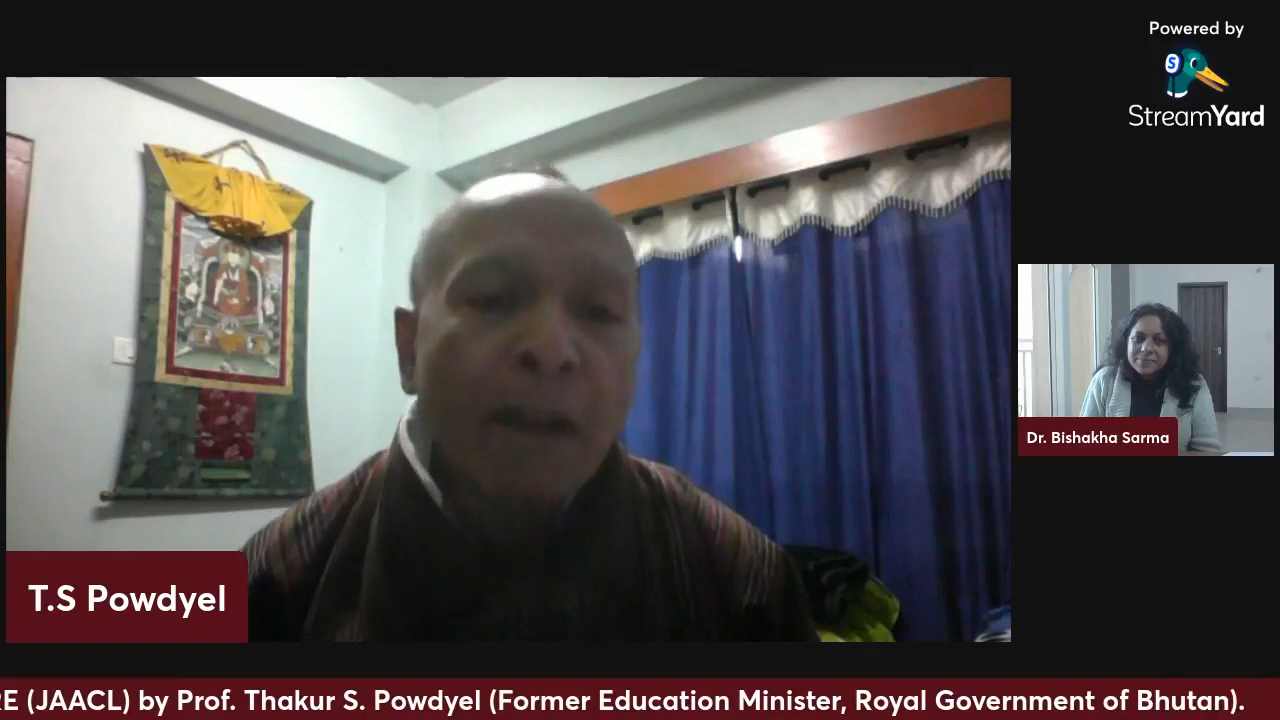 Powered by
S
StreamYard
Dr. Bishakha Sarma
T.S Powdyel
RE (JAACL) by Prof. Thakur S. Powdyel (Former Education Minister, Royal Government of Bhutan).